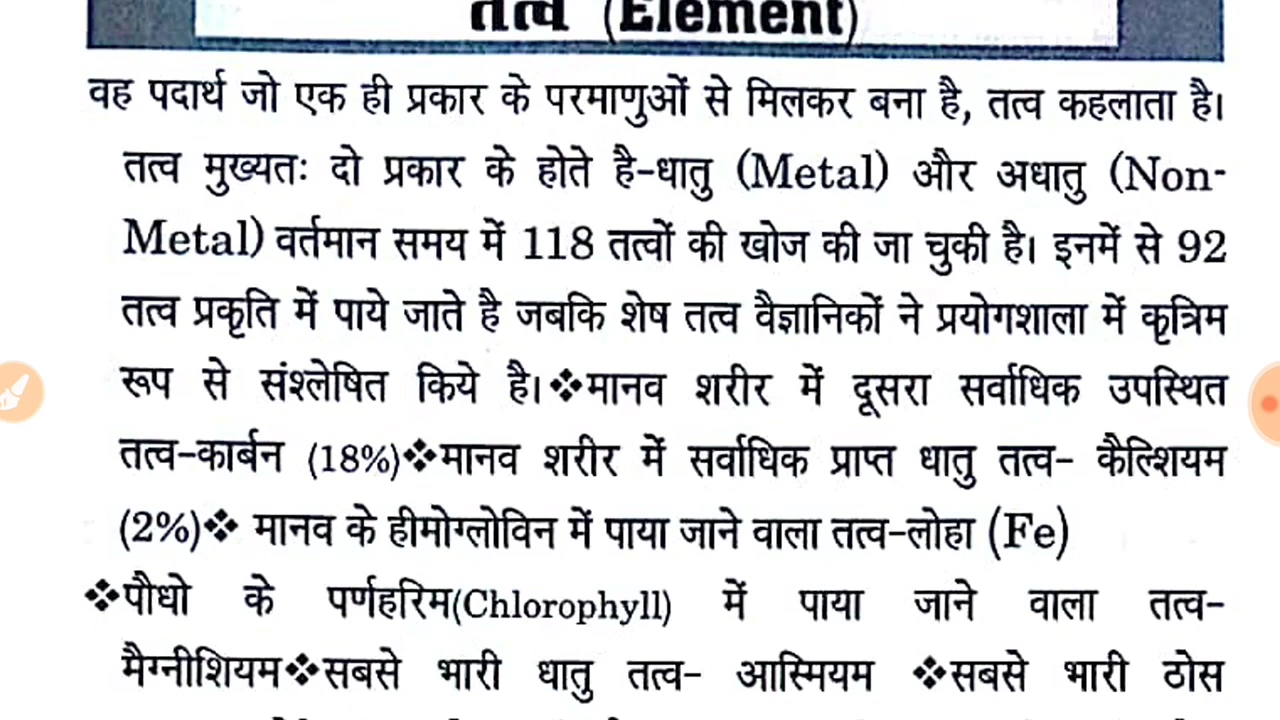 तत्व (Element)
वह पदार्थ जो एक ही प्रकार के परमाणुओं से मिलकर बना है, तत्व कहलाता है।
तत्व मुख्यतः दो प्रकार के होते है-धातु (Metal) और अधातु (Non-
Metal) वर्तमान समय में 118 तत्वों की खोज की जा चुकी है। इनमें से 92
तत्व प्रकृति में पाये जाते है जबकि शेष तत्व वैज्ञानिकों ने प्रयोगशाला में कृत्रिम
रूप से संश्लेषित किये है।❖मानव शरीर में दूसरा सर्वाधिक उपस्थित
तत्व-कार्बन (18%)❖मानव शरीर में सर्वाधिक प्राप्त धातु तत्व- कैल्शियम
(2%)❖ मानव के हीमोग्लोविन में पाया जाने वाला तत्व-लोहा (Fe)
❖पौधो के पर्णहरिम(Chlorophyll) में पाया जाने वाला तत्व-
मैग्नीशियम❖सबसे भारी धातु तत्व- आस्मियम ❖सबसे भारी ठोस